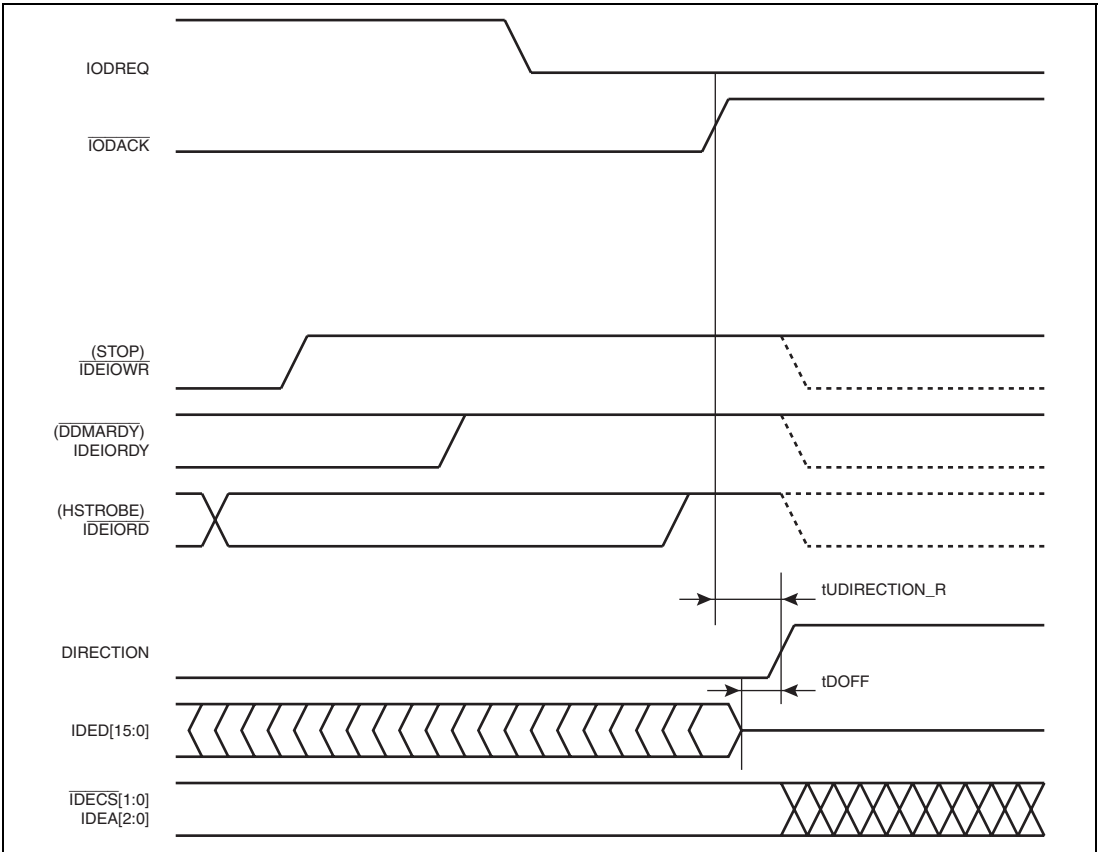 IODREQ
IODACK
(STOP)
IDEIOWR
(DDMARDY)
IDEIORDY
(HSTROBE)
IDEIORD
tUDIRECTION_R
DIRECTION
tDOFF
IDED[15:0]
IDECS[1:0]
IDEA[2:0]